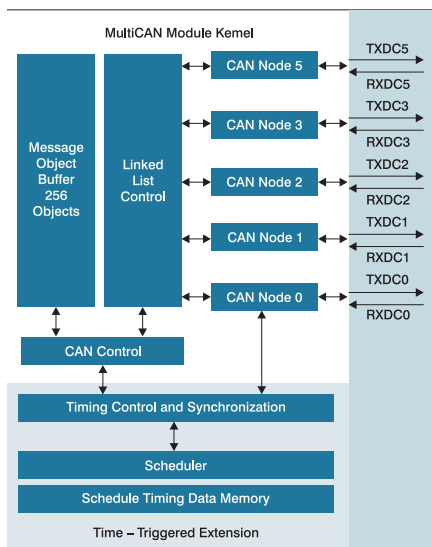 MultiCAN Module Kernel
Message
Object
Buffer
256
Objects
Linked
List
Control
CAN Node 5
CAN Node 3
CAN Node 2
CAN Node 1
CAN Node 0
TXDC5
RXDC5
TXDC3
RXDC3
TXDC2
RXDC2
TXDC1
RXDC1
TXDC0
RXDC0
CAN Control
Timing Control and Synchronization
Scheduler
Schedule Timing Data Memory
Time – Triggered Extension